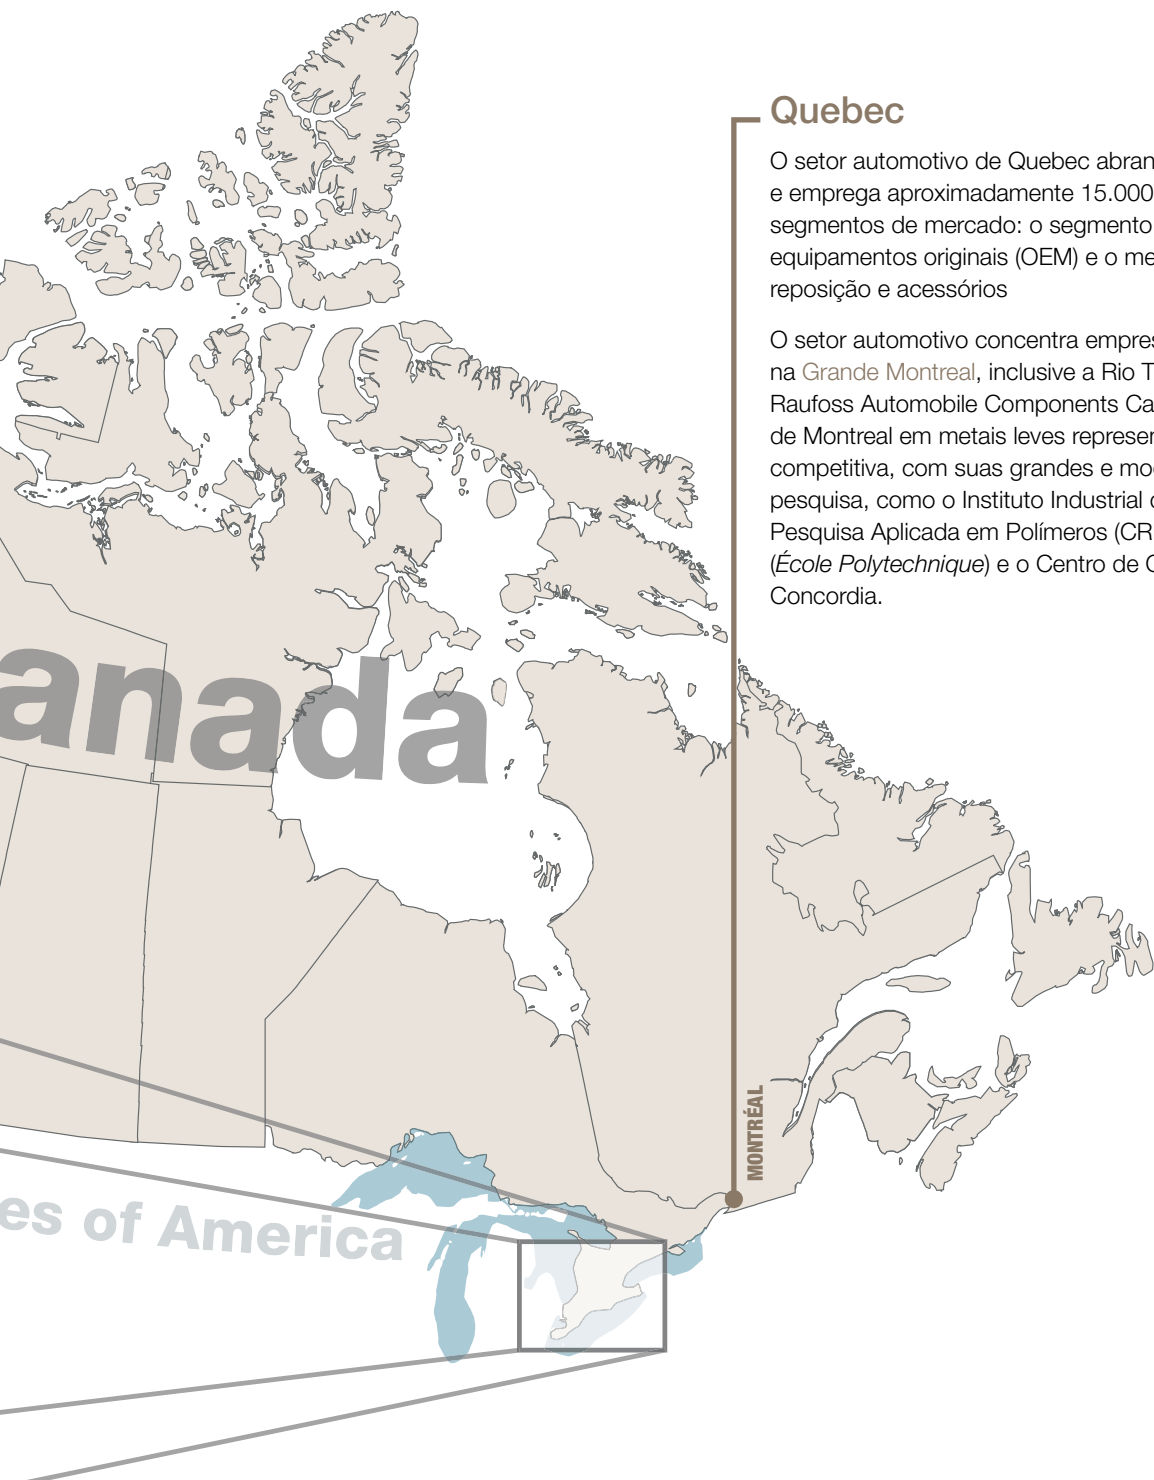 Quebec
O setor automotivo de Quebec abran
e emprega aproximadamente 15.000
segmentos de mercado: o segmento
equipamentos originais (OEM) e o me
reposição e acessórios
O setor automotivo concentra empres
na Grande Montreal, inclusive a Rio T
Raufoss Automobile Components Ca
de Montreal em metais leves represen
competitiva, com suas grandes e mod
pesquisa, como o Instituto Industrial d
Pesquisa Aplicada em Polímeros (CR
(École Polytechnique) e o Centro de C
Concordia.
anada
MONTRÉAL
es of America